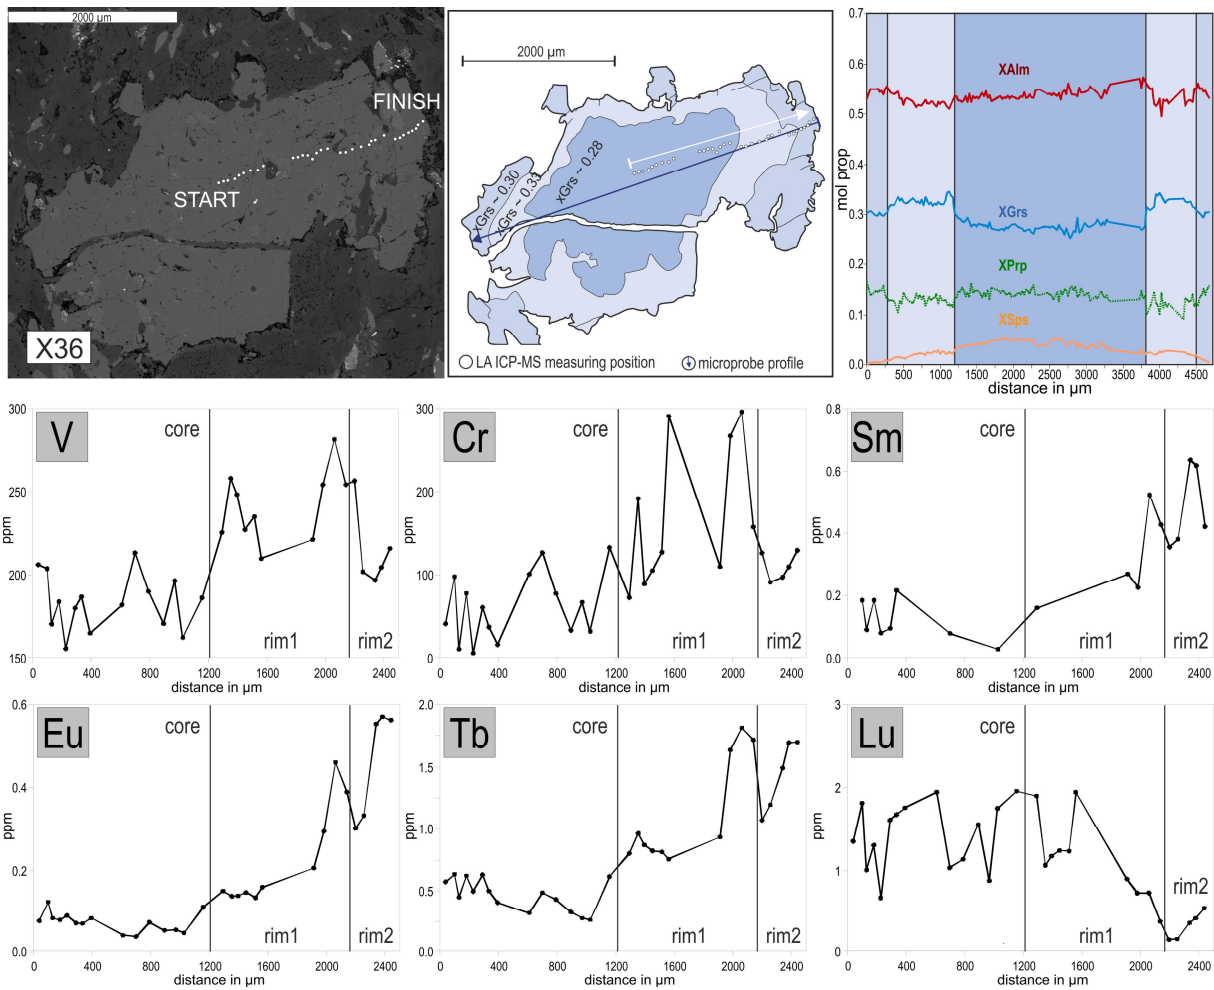 2000 µm
FINISH
START
X36
2000 µm
xGrs ~ 0.30
xGrs ~ 0.33
xGrs ~ 0.28
LA ICP-MS measuring position
microprobe profile
0.7
0.6
0.5
0.4
0.3
0.2
0.1
0.0
mol prop
XAlm
XGrs
XPrp
XSps
0 500 1000 1500 2000 2500 3000 3500 4000 4500
distance in µm
V
core
rim1
rim2
300
250
200
150
ppm
0 400 800 1200 1600 2000 2400
distance in µm
Cr
core
rim1
rim2
300
200
100
0
ppm
0 400 800 1200 1600 2000 2400
distance in µm
Sm
core
rim1
rim2
0.8
0.6
0.4
0.2
0.0
ppm
0 400 800 1200 1600 2000 2400
distance in µm
Eu
core
rim1
rim2
0.6
0.4
0.2
0.0
ppm
0 400 800 1200 1600 2000 2400
distance in µm
Tb
core
rim1
rim2
2.0
1.5
1.0
0.5
0.0
ppm
0 400 800 1200 1600 2000 2400
distance in µm
Lu
core
rim1
rim2
3
2
1
0
ppm
0 400 800 1200 1600 2000 2400
distance in µm